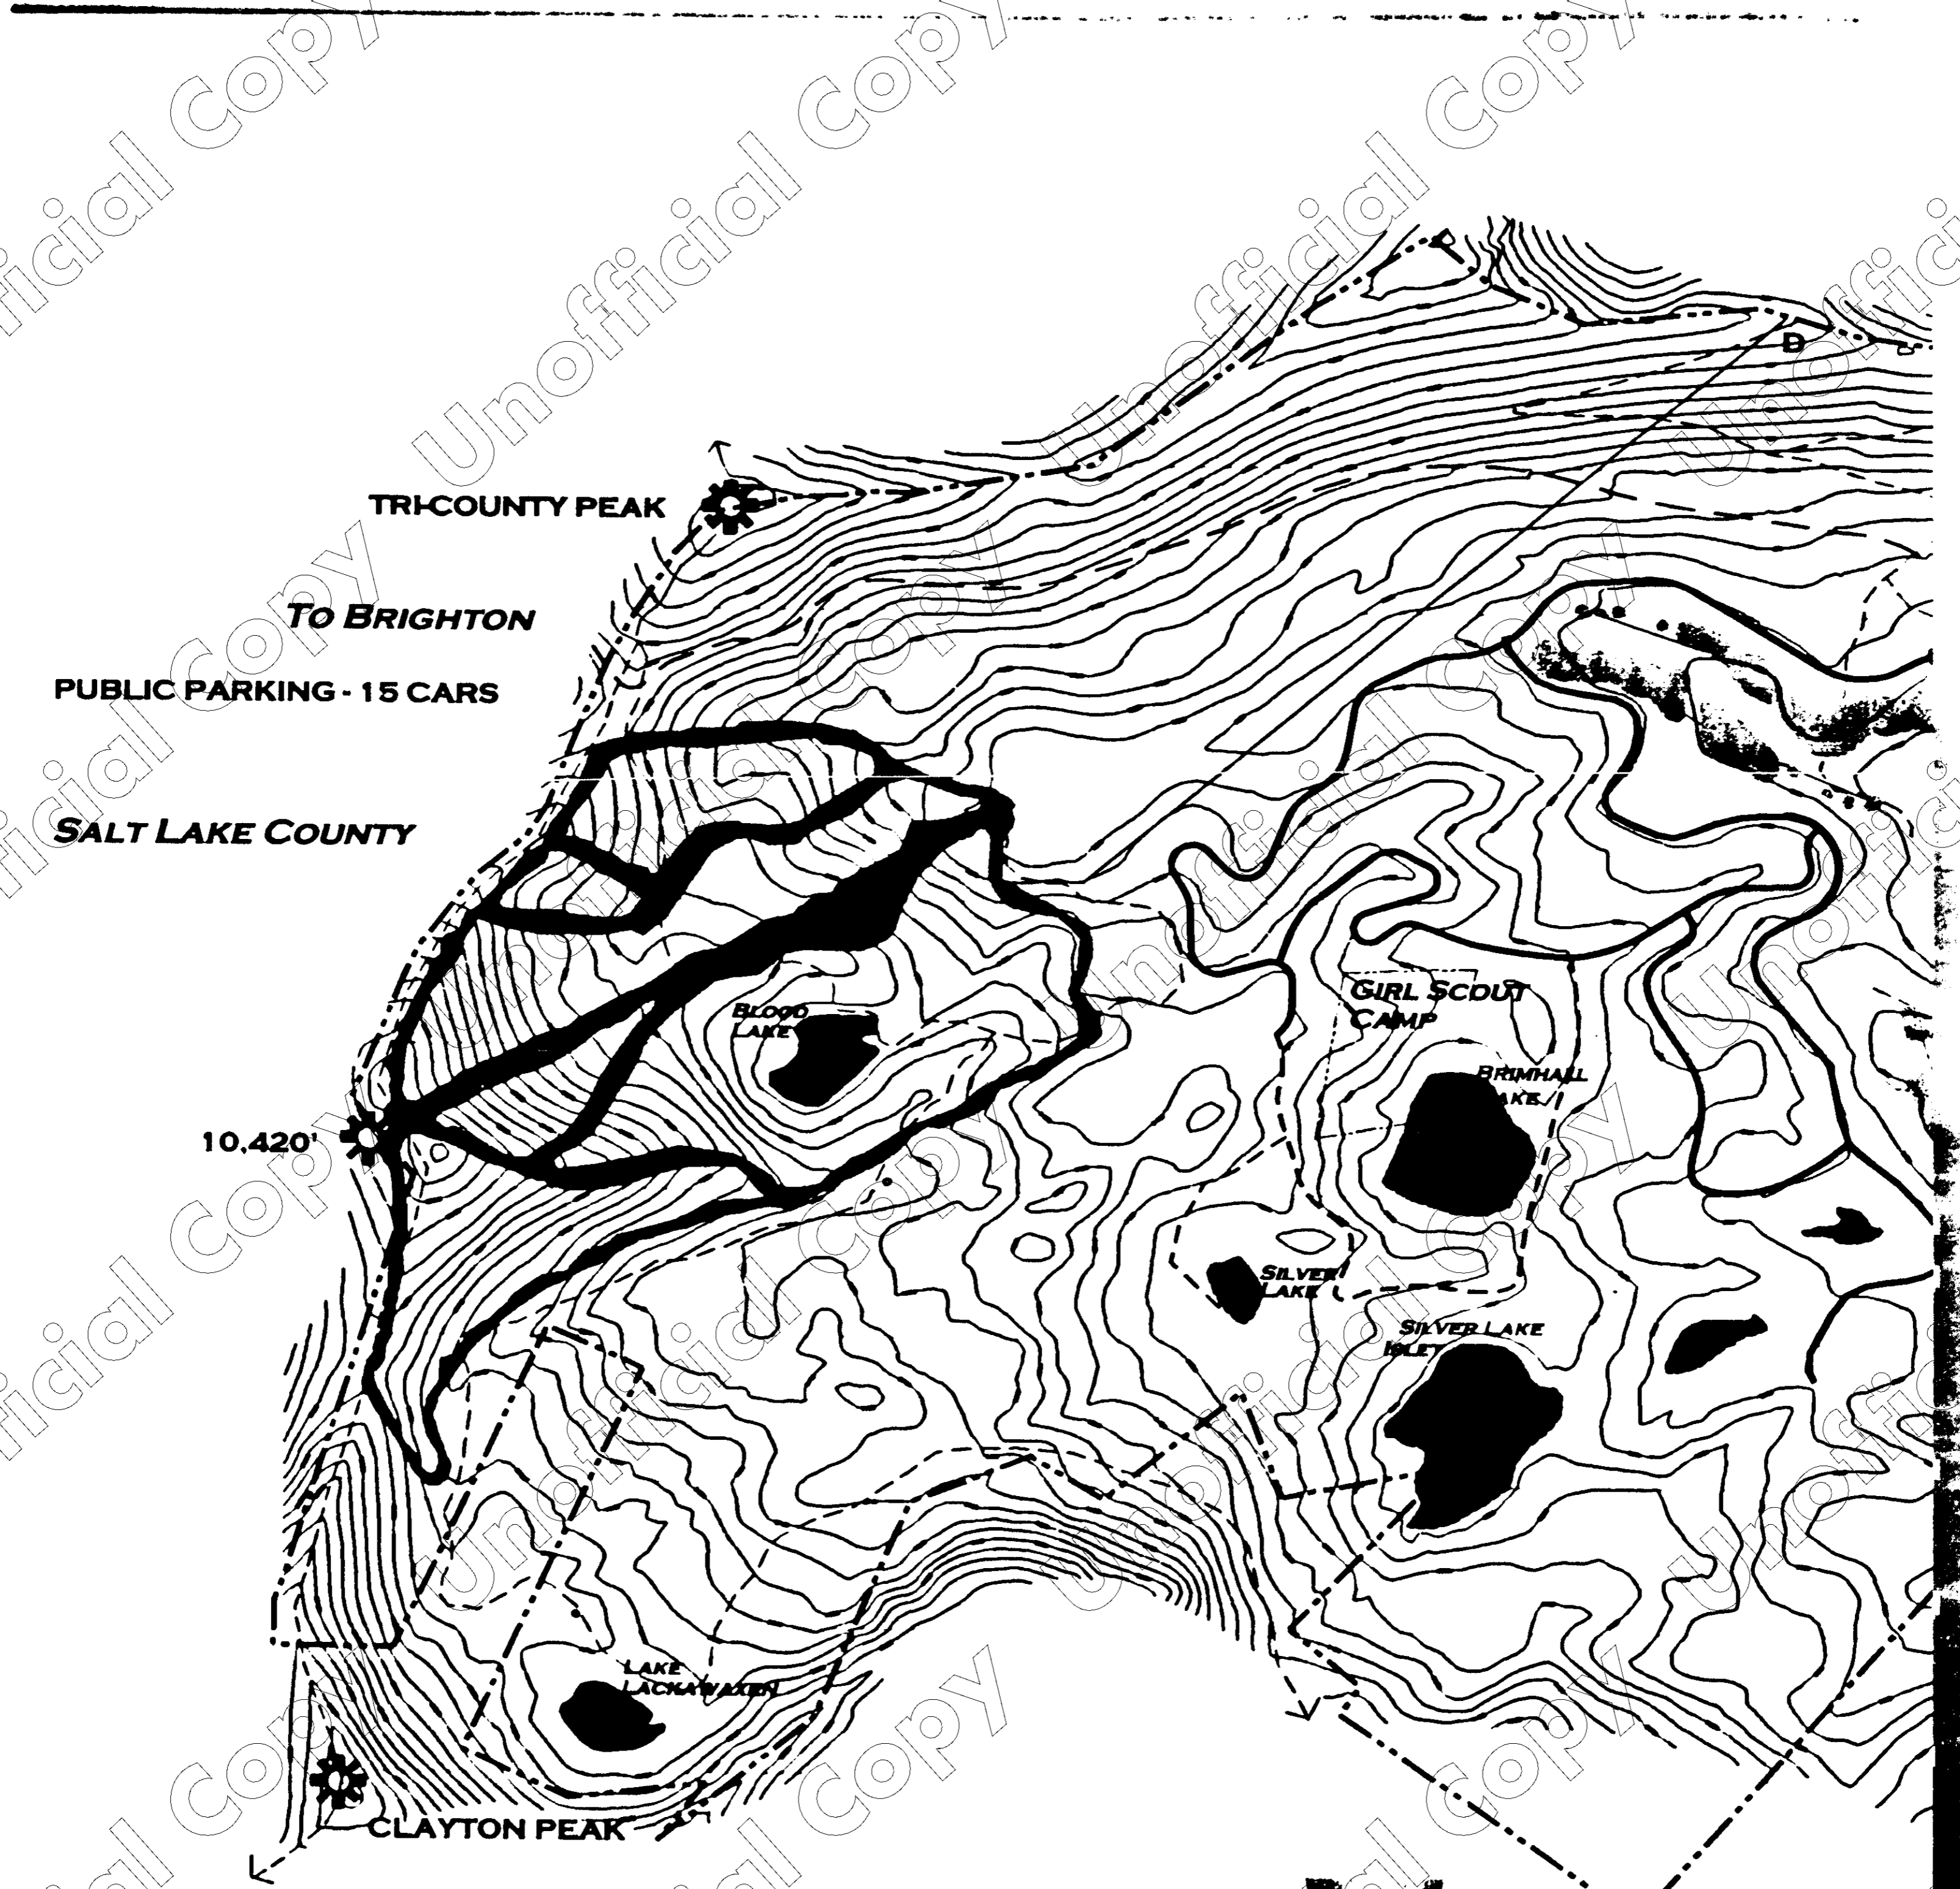 D
TRI-COUNTY PEAK
TO BRIGHTON
PUBLIC PARKING - 15 CARS
SALT LAKE COUNTY
GIRL SCOUT
CAMP
BLOOD
LAKE
BRIMHALL
LAKE
10,420'
SILVER
LAKE
SILVER LAKE
ISLET
LAKE
LACKAWAXEN
CLAYTON PEAK
Unofficial Copy